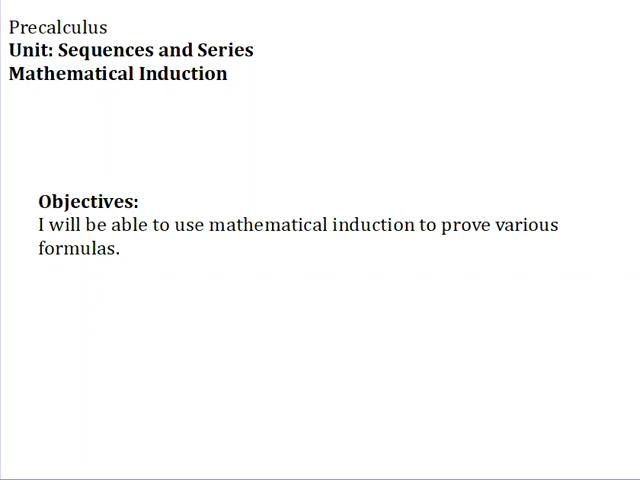 Precalculus
Unit: Sequences and Series
Mathematical Induction
Objectives:
I will be able to use mathematical induction to prove various
formulas.